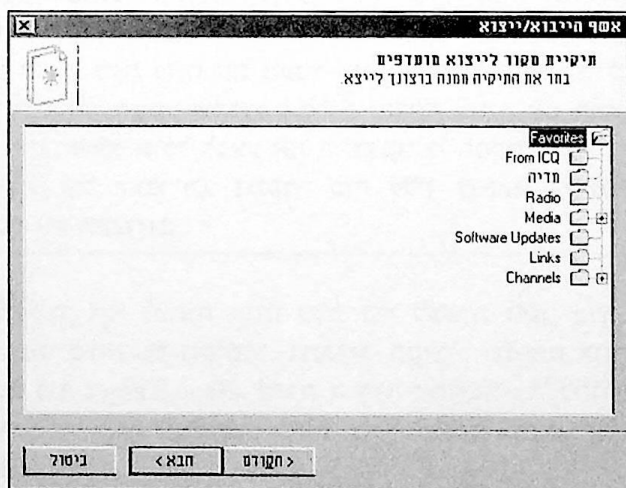 אשף הייבוא/ייצוא
תיקיית מקור לייצוא מועדפים
בחר את התיקיה ממנה ברצונך לייצא.
Favorites
From ICQ
מדיה
Radio
Media
Software Updates
Links
Channels
< הקודם
הבא >
ביטול